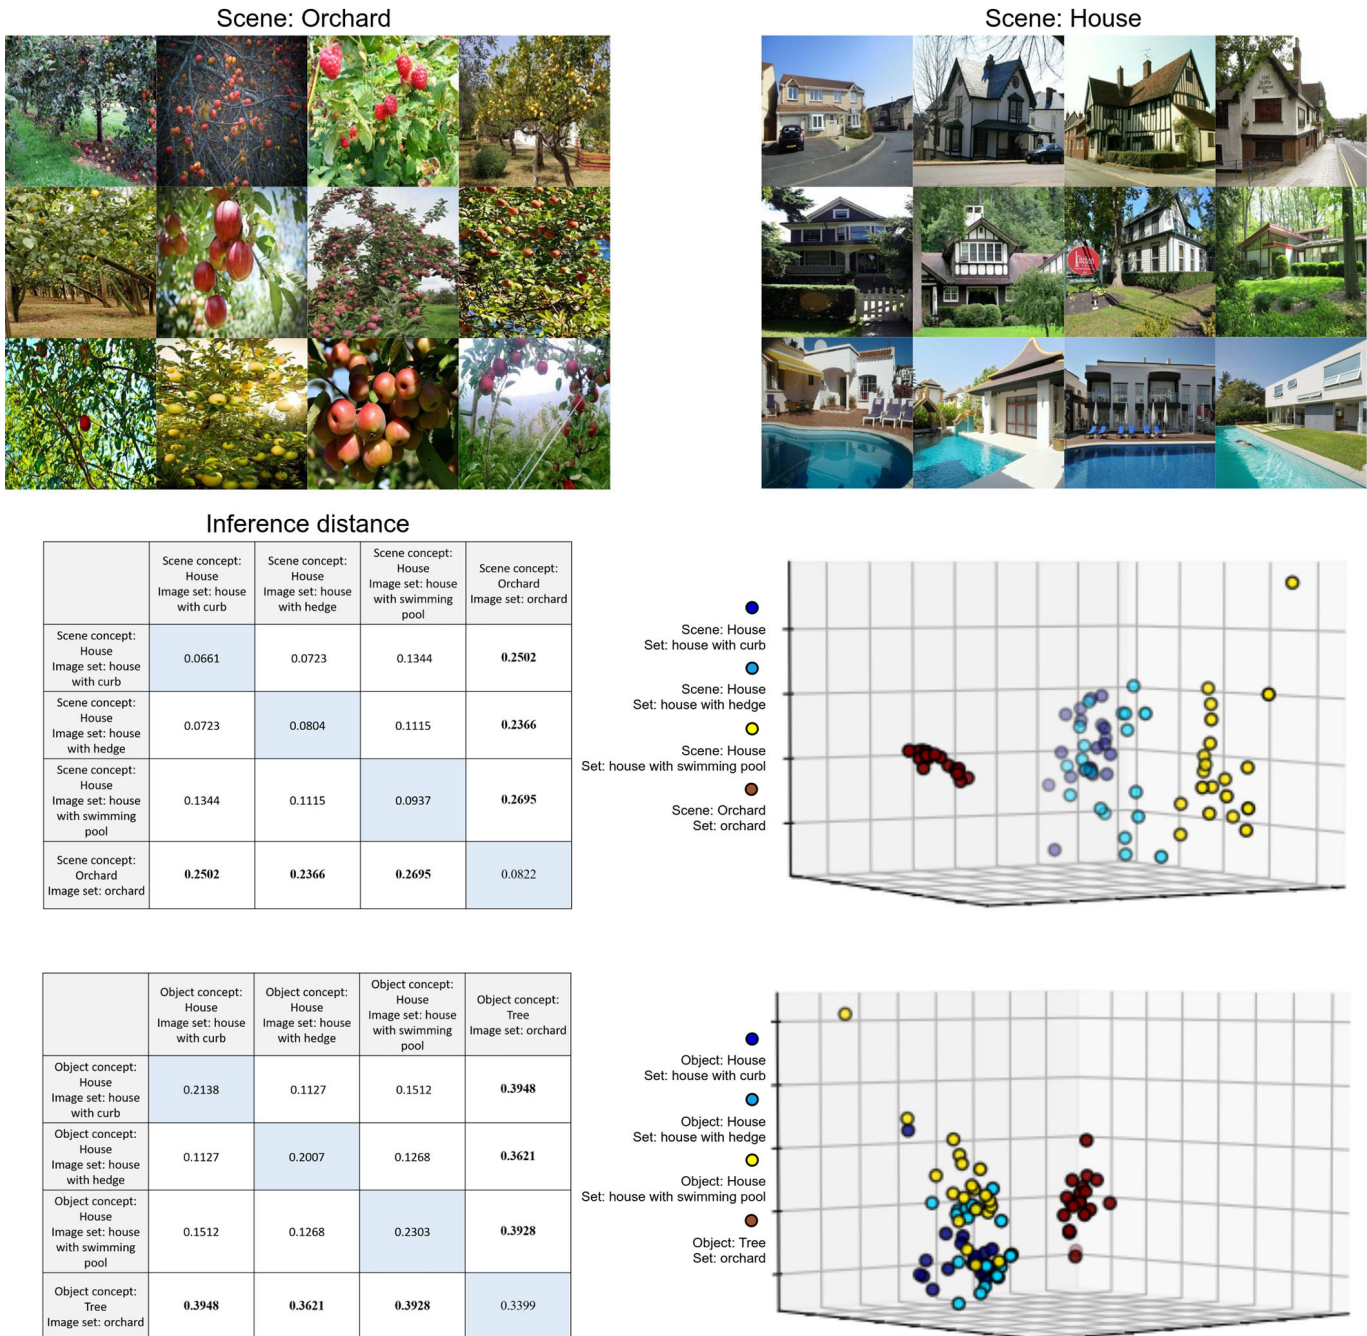 Scene: Orchard
Scene: House
Inference distance
Scene concept:
House
Image set: house
with curb
Scene concept:
House
Image set: house
with hedge
Scene concept:
House
Image set: house
with swimming
pool
Scene concept:
Orchard
Image set: orchard
Scene concept:
House
Image set: house
with curb
0.0661
0.0723
0.1344
0.2502
Scene concept:
House
Image set: house
with hedge
0.0723
0.0804
0.1115
0.2366
Scene concept:
House
Image set: house
with swimming
pool
0.1344
0.1115
0.0937
0.2695
Scene concept:
Orchard
Image set: orchard
0.2502
0.2366
0.2695
0.0822
Scene: House
Set: house with curb
Scene: House
Set: house with hedge
Scene: House
Set: house with swimming pool
Scene: Orchard
Set: orchard
Object concept:
House
Image set: house
with curb
Object concept:
House
Image set: house
with hedge
Object concept:
House
Image set: house
with swimming
pool
Object concept:
Tree
Image set: orchard
Object concept:
House
Image set: house
with curb
0.2138
0.1127
0.1512
0.3948
Object concept:
House
Image set: house
with hedge
0.1127
0.2007
0.1268
0.3621
Object concept:
House
Image set: house
with swimming
pool
0.1512
0.1268
0.2303
0.3928
Object concept:
Tree
Image set: orchard
0.3948
0.3621
0.3928
0.3399
Object: House
Set: house with curb
Object: House
Set: house with hedge
Object: House
Set: house with swimming pool
Object: Tree
Set: orchard